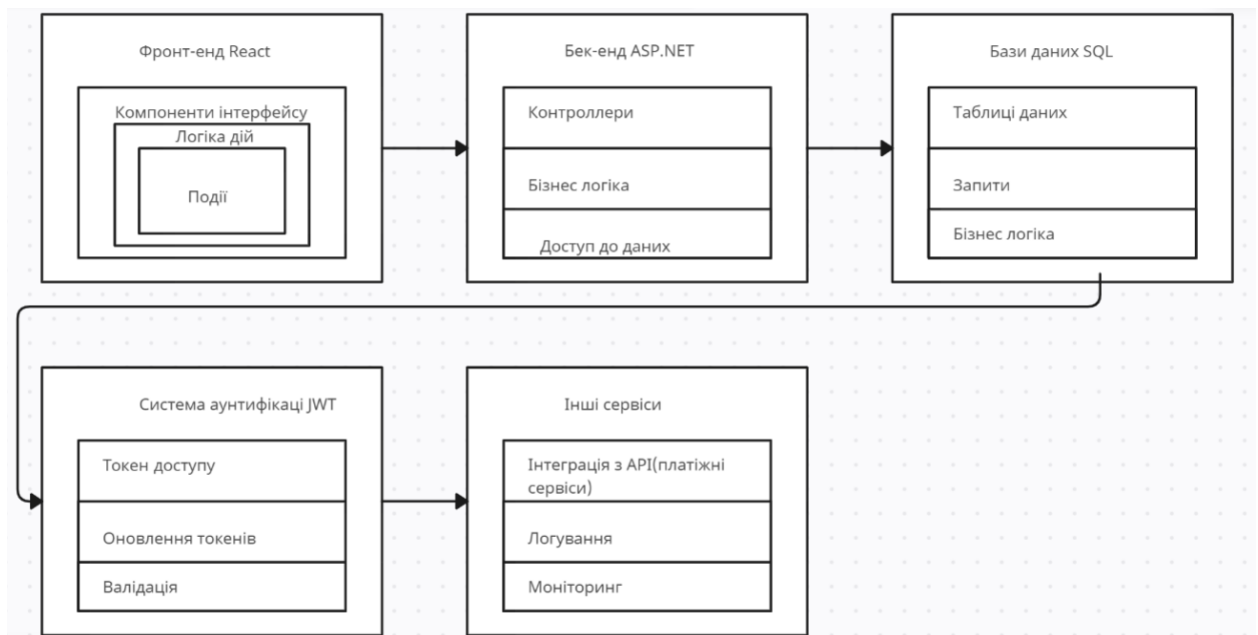 Фронт-енд React
Компоненти інтерфейсу
Логіка дій
Події
Бек-енд ASP.NET
Контроллери
Бізнес логіка
Доступ до даних
Бази даних SQL
Таблиці даних
Запити
Бізнес логіка
Система аунтифікаці JWT
Токен доступу
Оновлення токенів
Валідація
Інші сервіси
Інтеграція з API(платіжні
сервіси)
Логування
Моніторинг